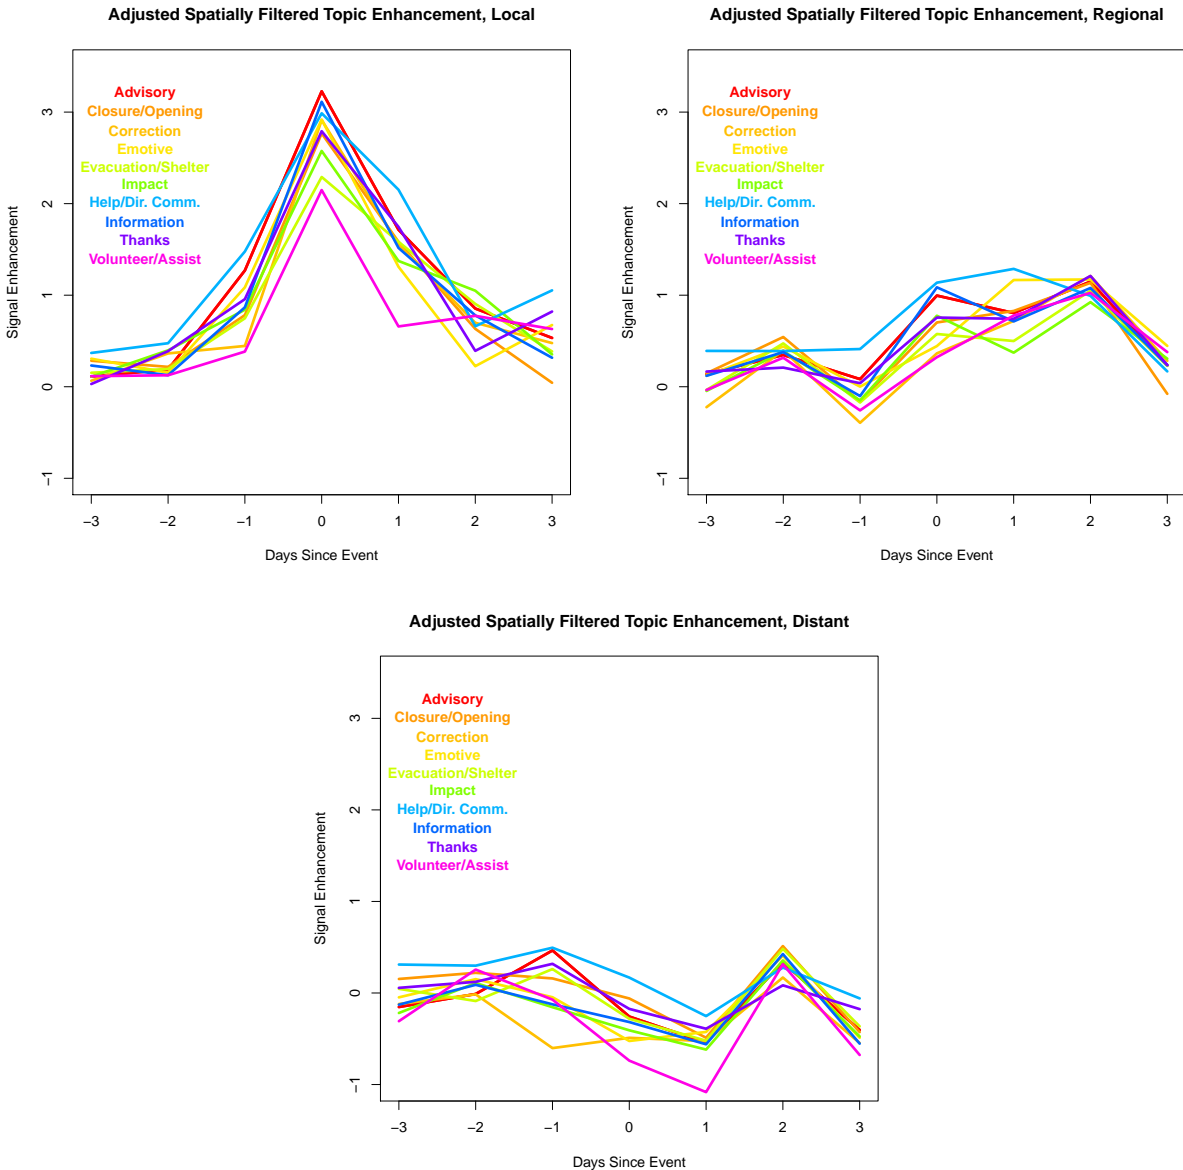 Adjusted Spatially Filtered Topic Enhancement, Local
Signal Enhancement
3
2
1
0
−1
Advisory
Closure/Opening
Correction
Emotive
Evacuation/Shelter
Impact
Help/Dir. Comm.
Information
Thanks
Volunteer/Assist
−3 −2 −1 0 1 2 3
Days Since Event
Adjusted Spatially Filtered Topic Enhancement, Regional
Signal Enhancement
3
2
1
0
−1
Advisory
Closure/Opening
Correction
Emotive
Evacuation/Shelter
Impact
Help/Dir. Comm.
Information
Thanks
Volunteer/Assist
−3 −2 −1 0 1 2 3
Days Since Event
Adjusted Spatially Filtered Topic Enhancement, Distant
Signal Enhancement
3
2
1
0
−1
Advisory
Closure/Opening
Correction
Emotive
Evacuation/Shelter
Impact
Help/Dir. Comm.
Information
Thanks
Volunteer/Assist
−3 −2 −1 0 1 2 3
Days Since Event